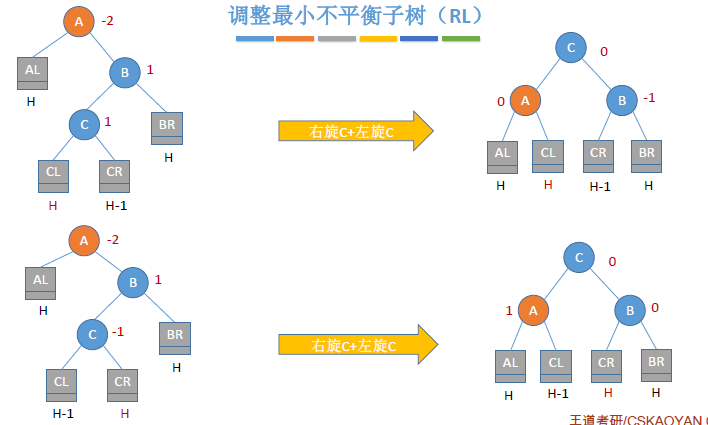 调整最小不平衡子树（RL）
A -2
AL
H
B 1
C 1
BR
H
CL
H
CR
H-1
右旋C+左旋C
C 0
0 A
B -1
AL CL CR BR
H H H-1 H
A -2
AL
H
B 1
C -1
BR
H
CL
H-1
CR
H
右旋C+左旋C
C 0
1 A
B 0
AL CL CR BR
H H-1 H H
王道考研/CSKAOYAN.